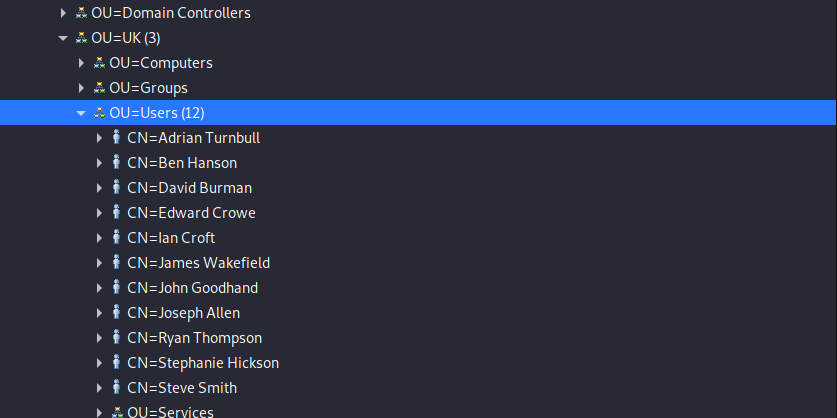 OU=Domain Controllers
OU=UK (3)
OU=Computers
OU=Groups
OU=Users (12)
CN=Adrian Turnbull
CN=Ben Hanson
CN=David Burman
CN=Edward Crowe
CN=Ian Croft
CN=James Wakefield
CN=John Goodhand
CN=Joseph Allen
CN=Ryan Thompson
CN=Stephanie Hickson
CN=Steve Smith
OU=Services